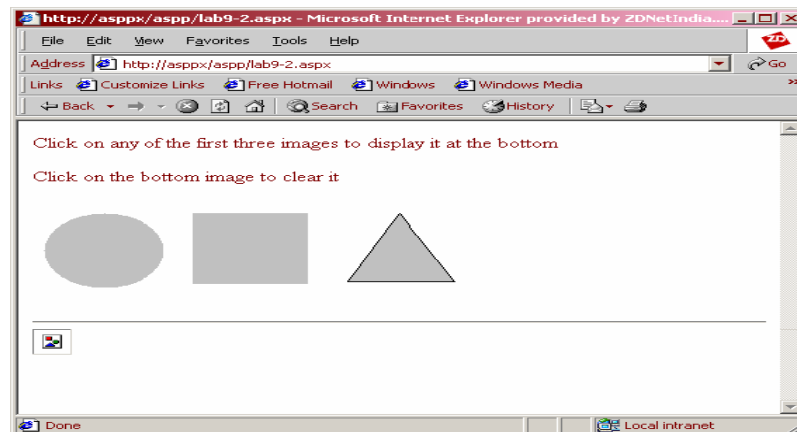 http://asppx/aspp/lab9-2.aspx - Microsoft Internet Explorer provided by ZDNetIndia....
File Edit View Favorites Tools Help
ZD
Address http://asppx/aspp/lab9-2.aspx Go
Links Customize Links Free Hotmail Windows Windows Media »
Back Search Favorites History
Click on any of the first three images to display it at the bottom
Click on the bottom image to clear it
Done Local intranet